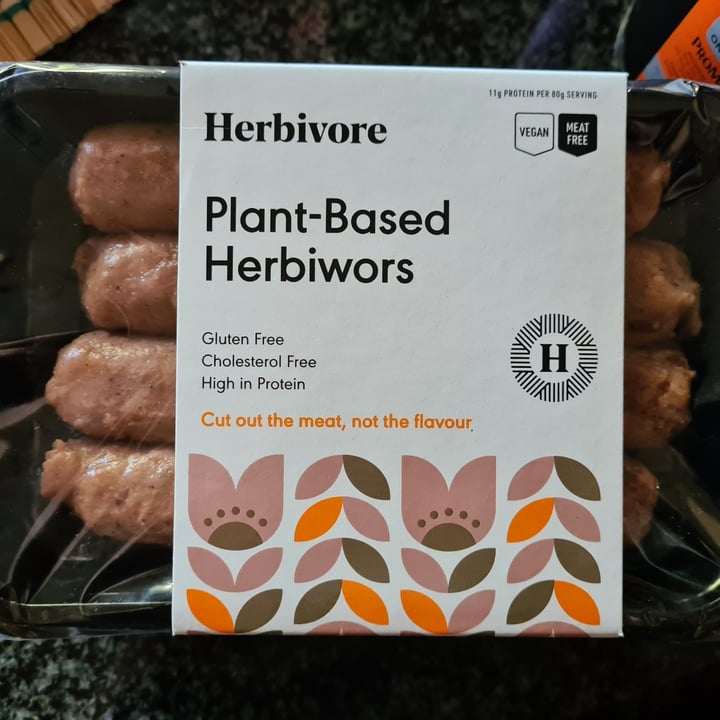 11g PROTEIN PER 80g SERVING
Herbivore
VEGAN
MEAT
FREE
Plant-Based
Herbiwors
Gluten Free
Cholesterol Free
High in Protein
H
Cut out the meat, not the flavour.